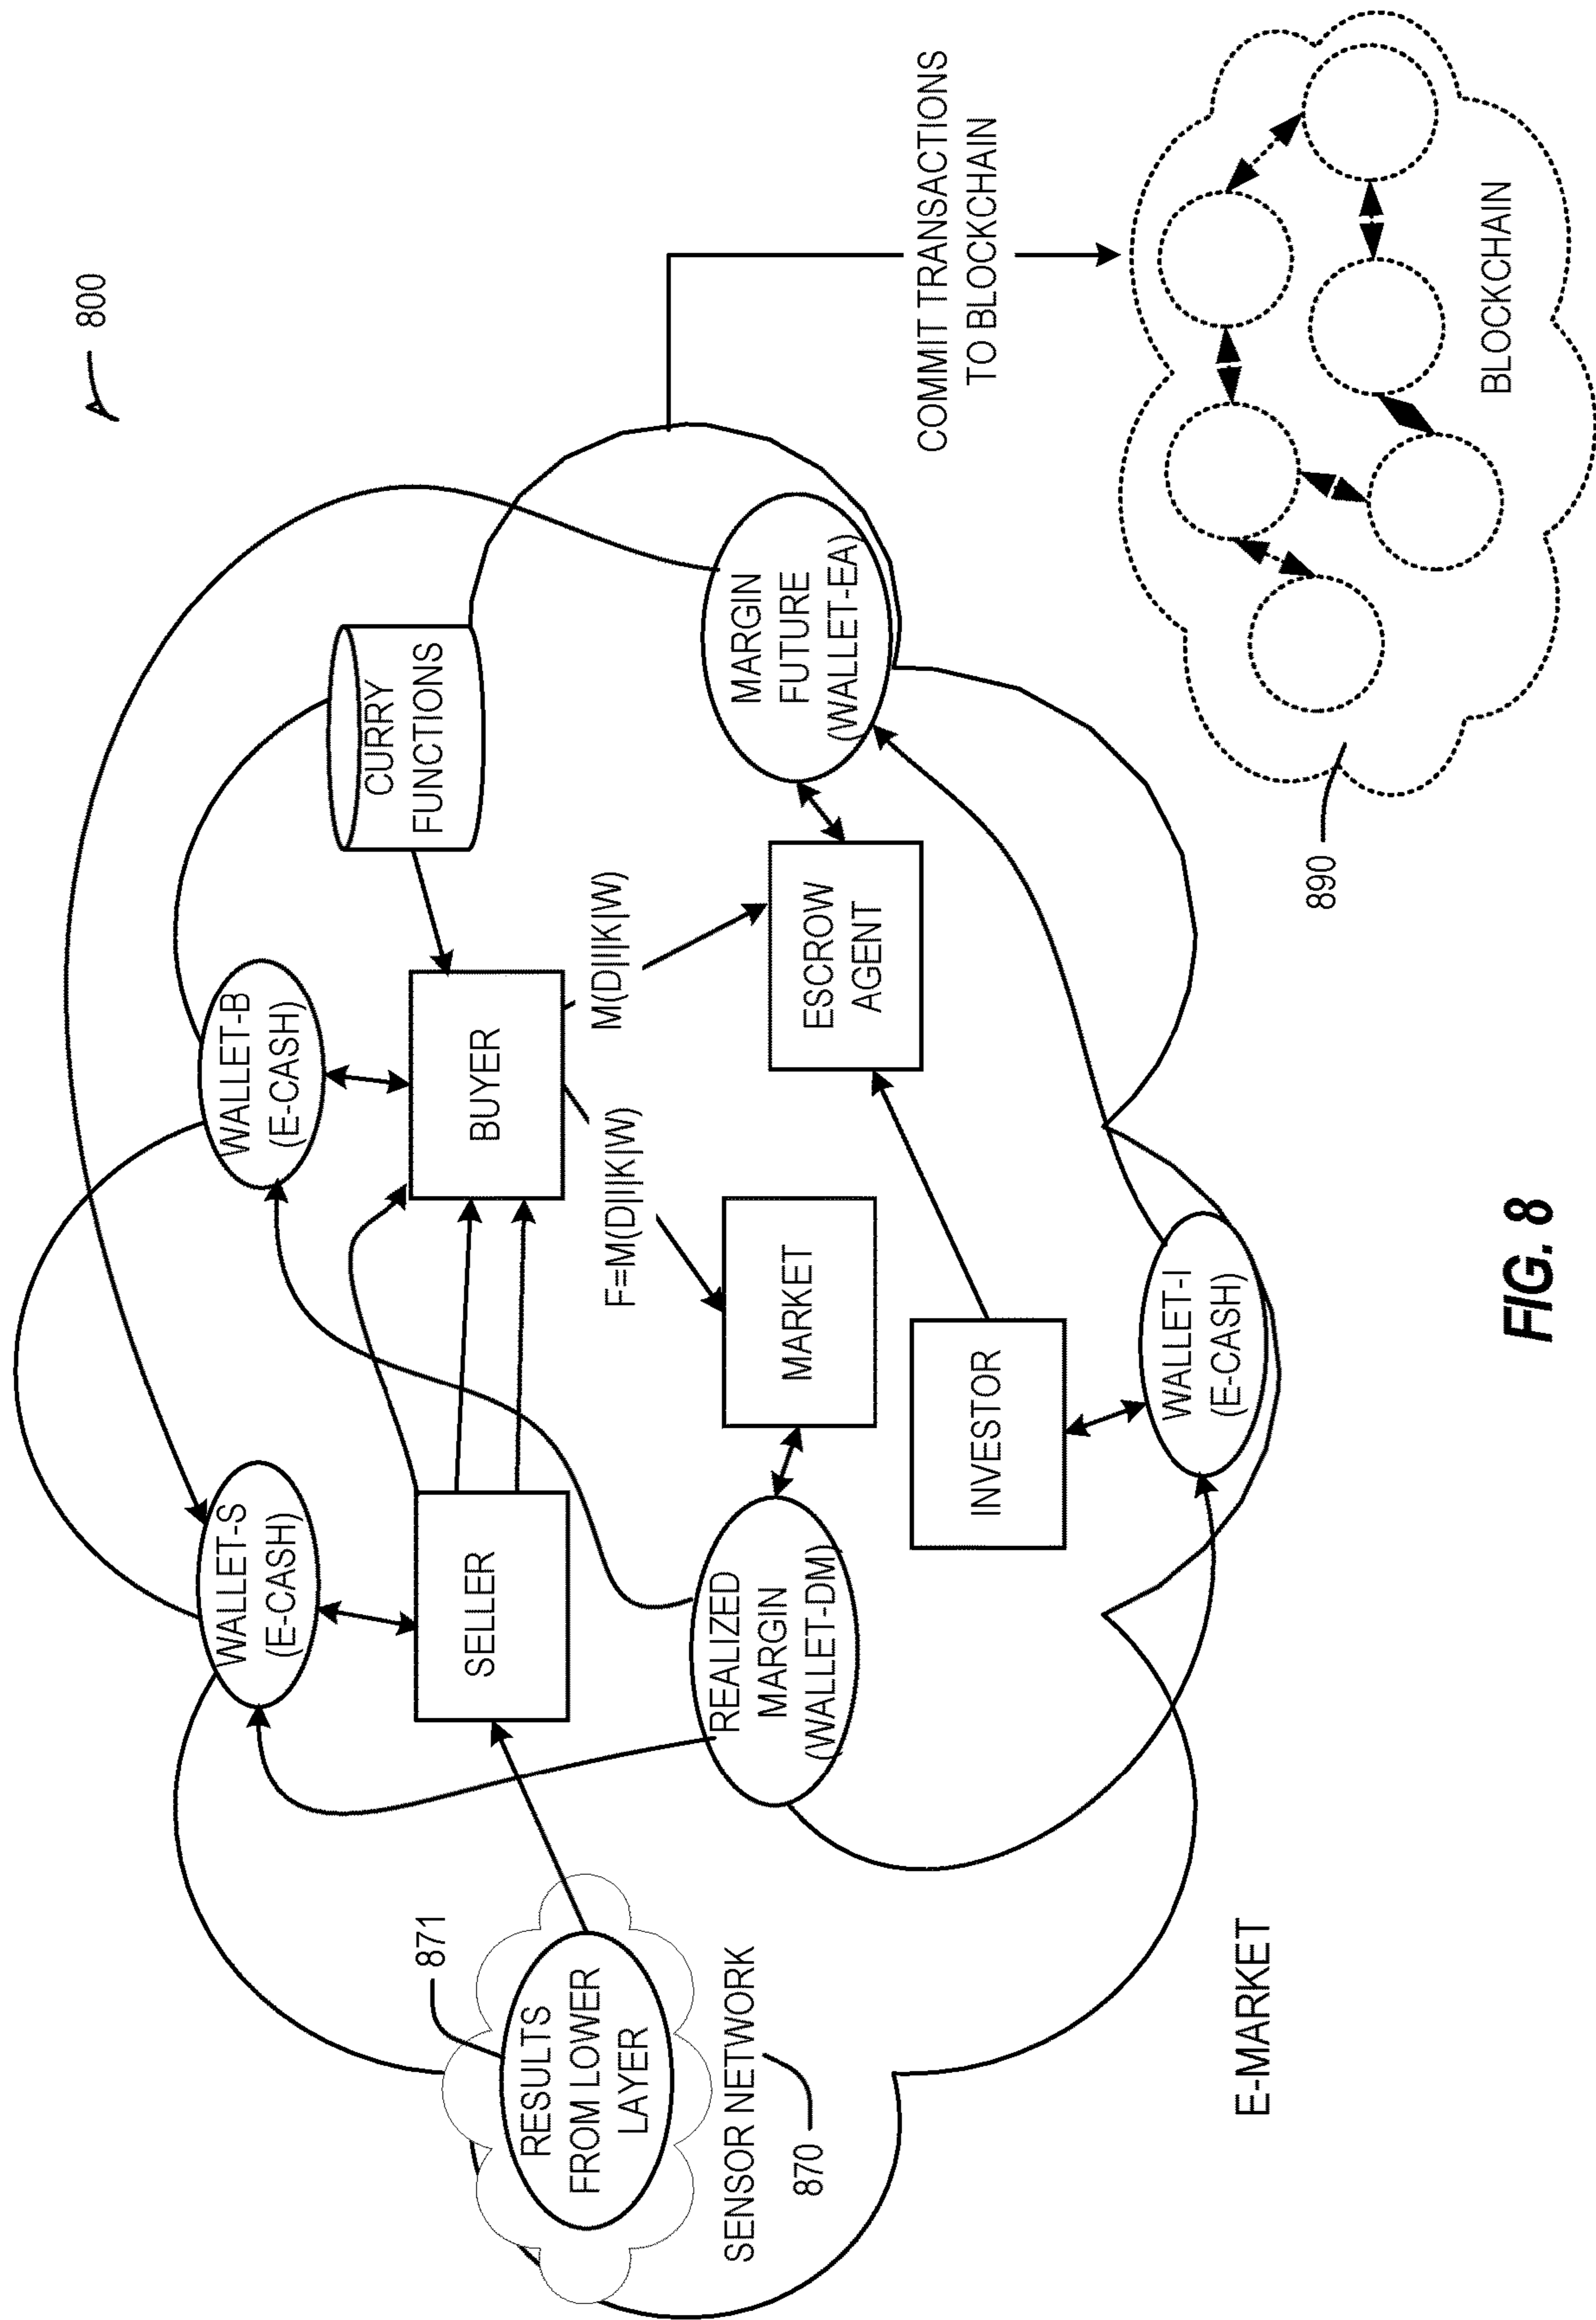 800
WALLET-S
(E-CASH)
WALLET-B
(E-CASH)
CURRY
FUNCTIONS
871
RESULTS
FROM LOWER
LAYER
SENSOR NETWORK
870
SELLER
BUYER
F=M(D|I|K|W)
M(D|I|K|W)
REALIZED
MARGIN
(WALLET-DM)
MARKET
ESCROW
AGENT
MARGIN
FUTURE
(WALLET-EA)
INVESTOR
WALLET-I
(E-CASH)
E-MARKET
COMMIT TRANSACTIONS
TO BLOCKCHAIN
890
BLOCKCHAIN
FIG. 8